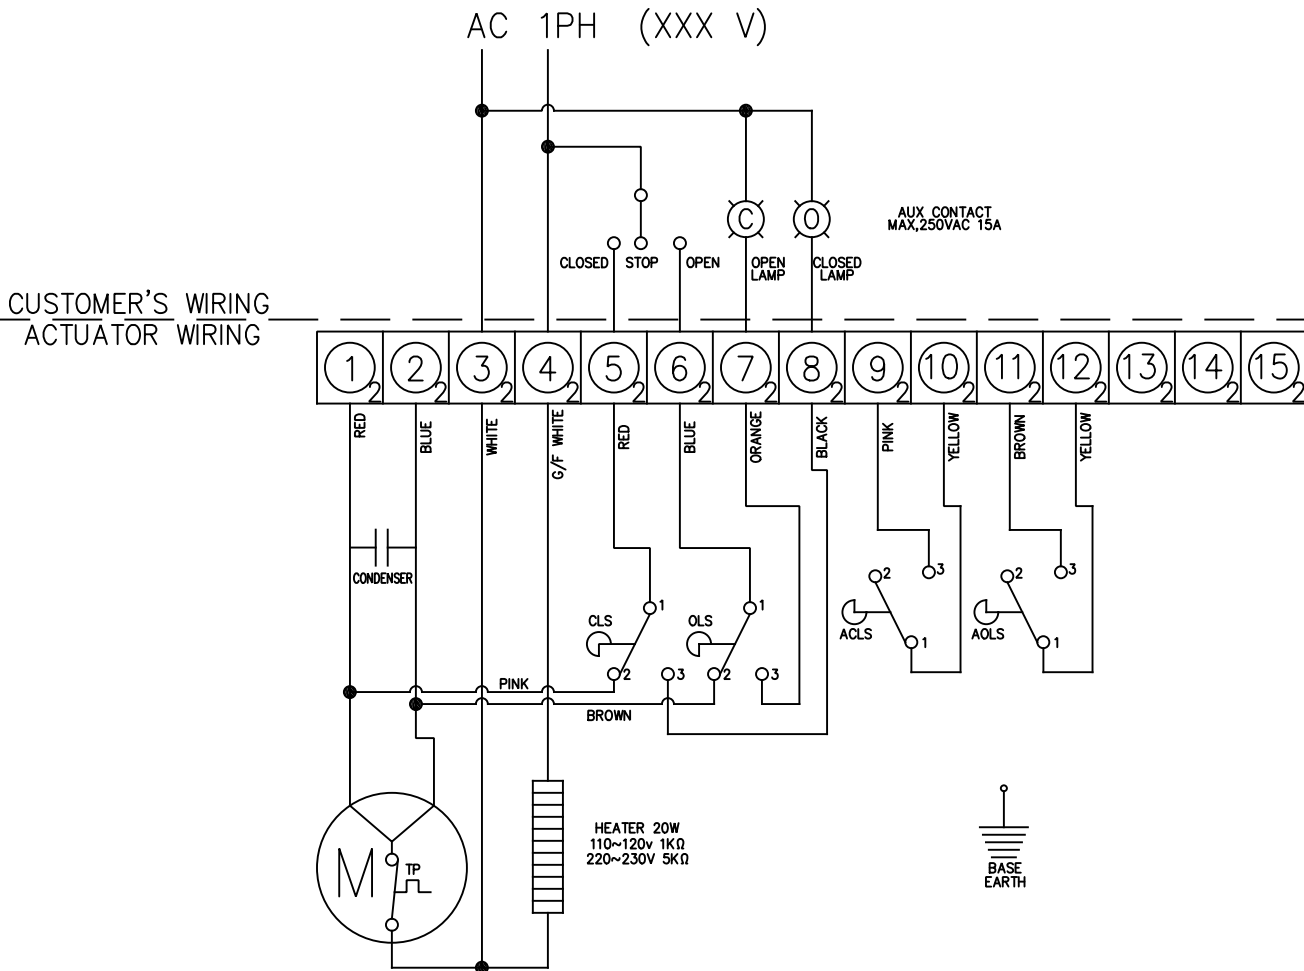 AC 1PH (XXX V)
C O
AUX CONTACT
MAX,250VAC 15A
CLOSED STOP OPEN
OPEN
LAMP
CLOSED
LAMP
CUSTOMER'S WIRING
ACTUATOR WIRING
1 2 3 4 5 6 7 8 9 10 11 12 13 14 15
2 2 2 2 2 2 2 2 2 2 2 2 2 2 2
RED
BLUE
WHITE
G/F WHITE
RED
BLUE
ORANGE
BLACK
PINK
YELLOW
BROWN
YELLOW
CONDENSER
CLS
1
2
3
OLS
1
2
3
ACLS
2
3
1
AOLS
2
3
1
PINK
BROWN
M
TP
HEATER 20W
110~120v 1KΩ
220~230V 5KΩ
BASE
EARTH